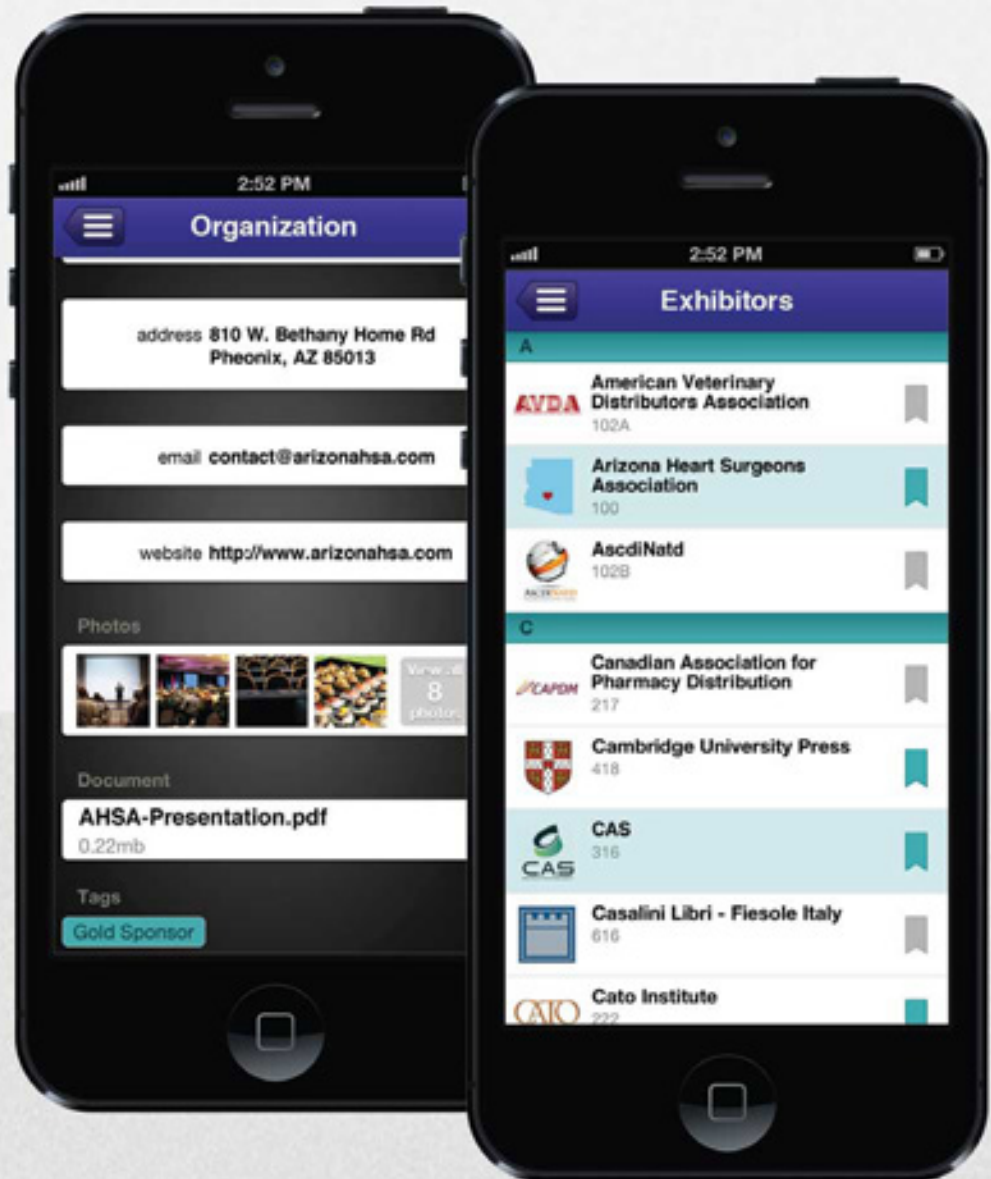 2:52 PM
Organization
address 810 W. Bethany Home Rd
Pheonix, AZ 85013
email contact@arizonahsa.com
website http://www.arizonahsa.com
Photos
View all
8
photos
Document
AHSA-Presentation.pdf
0.22mb
Tags
Gold Sponsor
2:52 PM
Exhibitors
A
AVDA
American Veterinary
Distributors Association
102A
Arizona Heart Surgeons
Association
100
AscdiNatd
102B
ASCDINATD
C
CAPDM
Canadian Association for
Pharmacy Distribution
217
Cambridge University Press
418
CAS
CAS
316
Casalini Libri - Fiesole Italy
616
CATO
Cato Institute
222